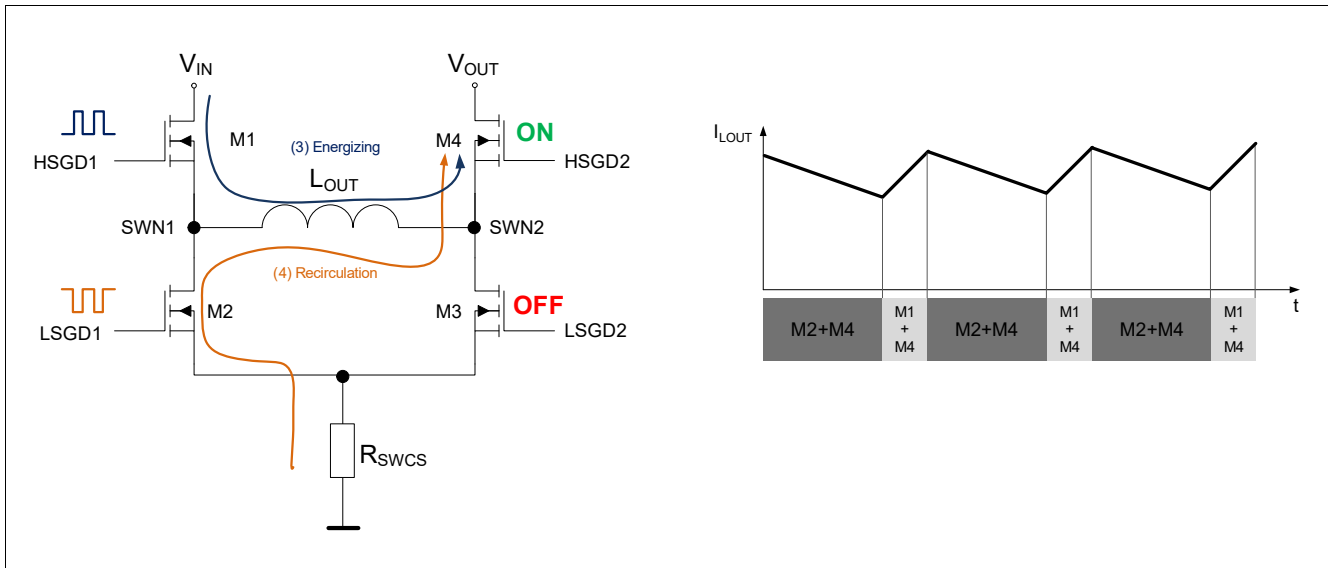 VIN
VOUT
M1
M4
ON
HSGD1
(3) Energizing
HSGD2
LOUT
SWN1
SWN2
(4) Recirculation
M2
M3
OFF
LSGD1
LSGD2
RSWCS
ILOUT
t
M2+M4
M1
+
M4
M2+M4
M1
+
M4
M2+M4
M1
+
M4